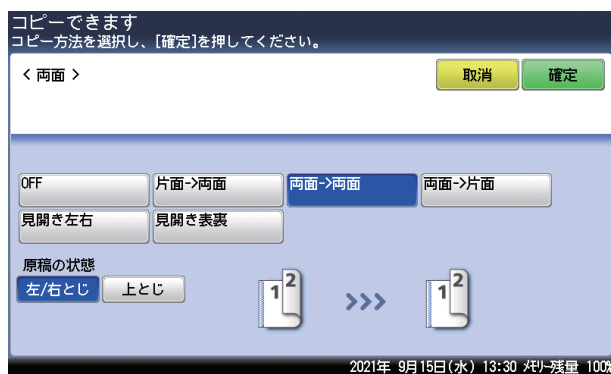 コピーできます
コピー方法を選択し、[確定]を押してください。
< 両面 >
取消
確定
OFF
片面->両面
両面->両面
両面->片面
見開き左右
見開き表裏
原稿の状態
左/右とじ
上とじ
1 2 >>> 1 2
2021年 9月15日(水) 13:30 ﾒﾓﾘｰ残量 100%